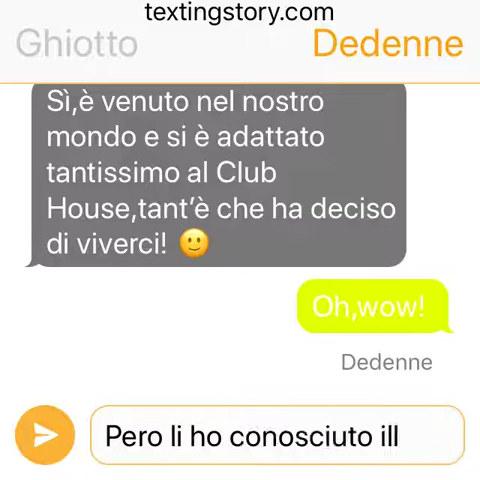 textingstory.com
Ghiotto
Dedenne
Sì,è venuto nel nostro
mondo e si è adattato
tantissimo al Club
House,tant’è che ha deciso
di viverci! 🙂
Oh,wow!
Dedenne
Pero li ho conosciuto ill